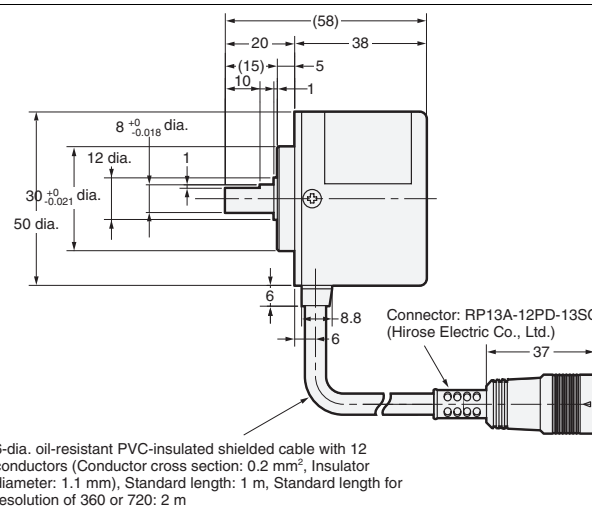 (58)
20
38
(15)
5
10
1
8 +0 -0.018 dia.
12 dia.
1
30 +0 -0.021 dia.
50 dia.
6
8.8
6
Connector: RP13A-12PD-13SC
(Hirose Electric Co., Ltd.)
37
6-dia. oil-resistant PVC-insulated shielded cable with 12
conductors (Conductor cross section: 0.2 mm², Insulator
diameter: 1.1 mm), Standard length: 1 m, Standard length for
resolution of 360 or 720: 2 m